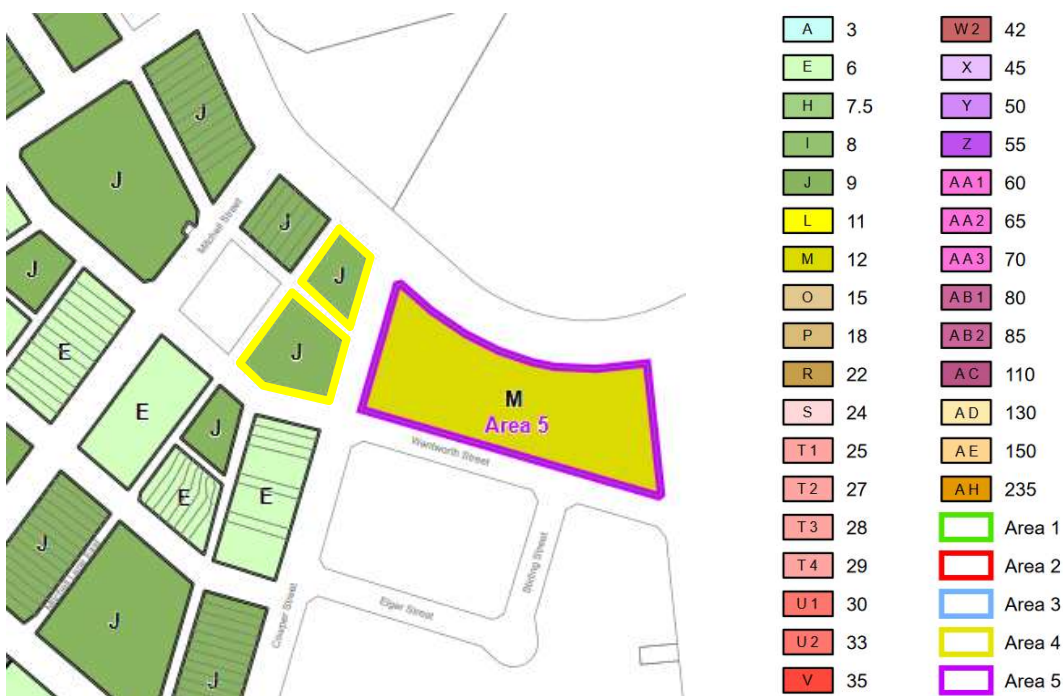 J
J
J
J
J
J
J
E
E
J
E
E
J
J
J
M
Area 5
Mitchell Street
Wentworth Street
Stirling Street
Elger Street
Cowper Street
A 3
E 6
H 7.5
I 8
J 9
L 11
M 12
O 15
P 18
R 22
S 24
T1 25
T2 27
T3 28
T4 29
U1 30
U2 33
V 35
W2 42
X 45
Y 50
Z 55
AA1 60
AA2 65
AA3 70
AB1 80
AB2 85
AC 110
AD 130
AE 150
AH 235
Area 1
Area 2
Area 3
Area 4
Area 5